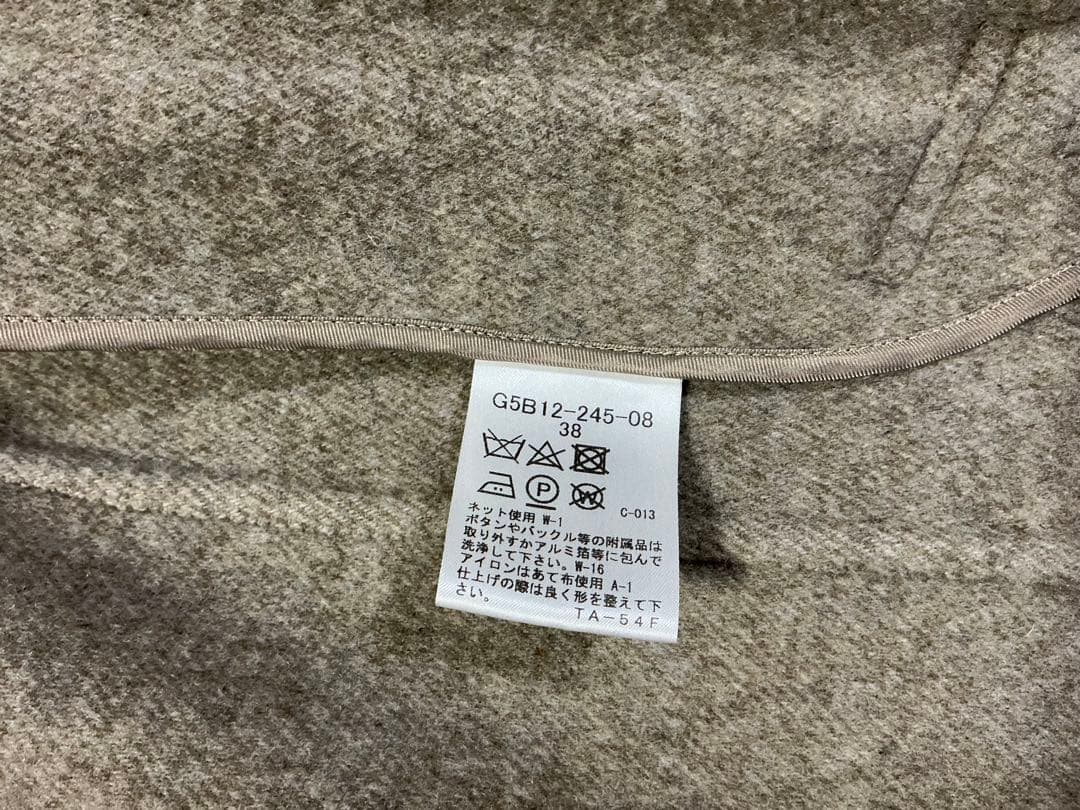 G5B12-245-08
38
P W
C-013
ネット使用 W-1
ボタンやバックル等の附属品は
取り外すかアルミ箔等に包んで
洗浄して下さい。W-16
アイロンはあて布使用 A-1
仕上げの際は良く形を整えて下
さい。
TA-54F